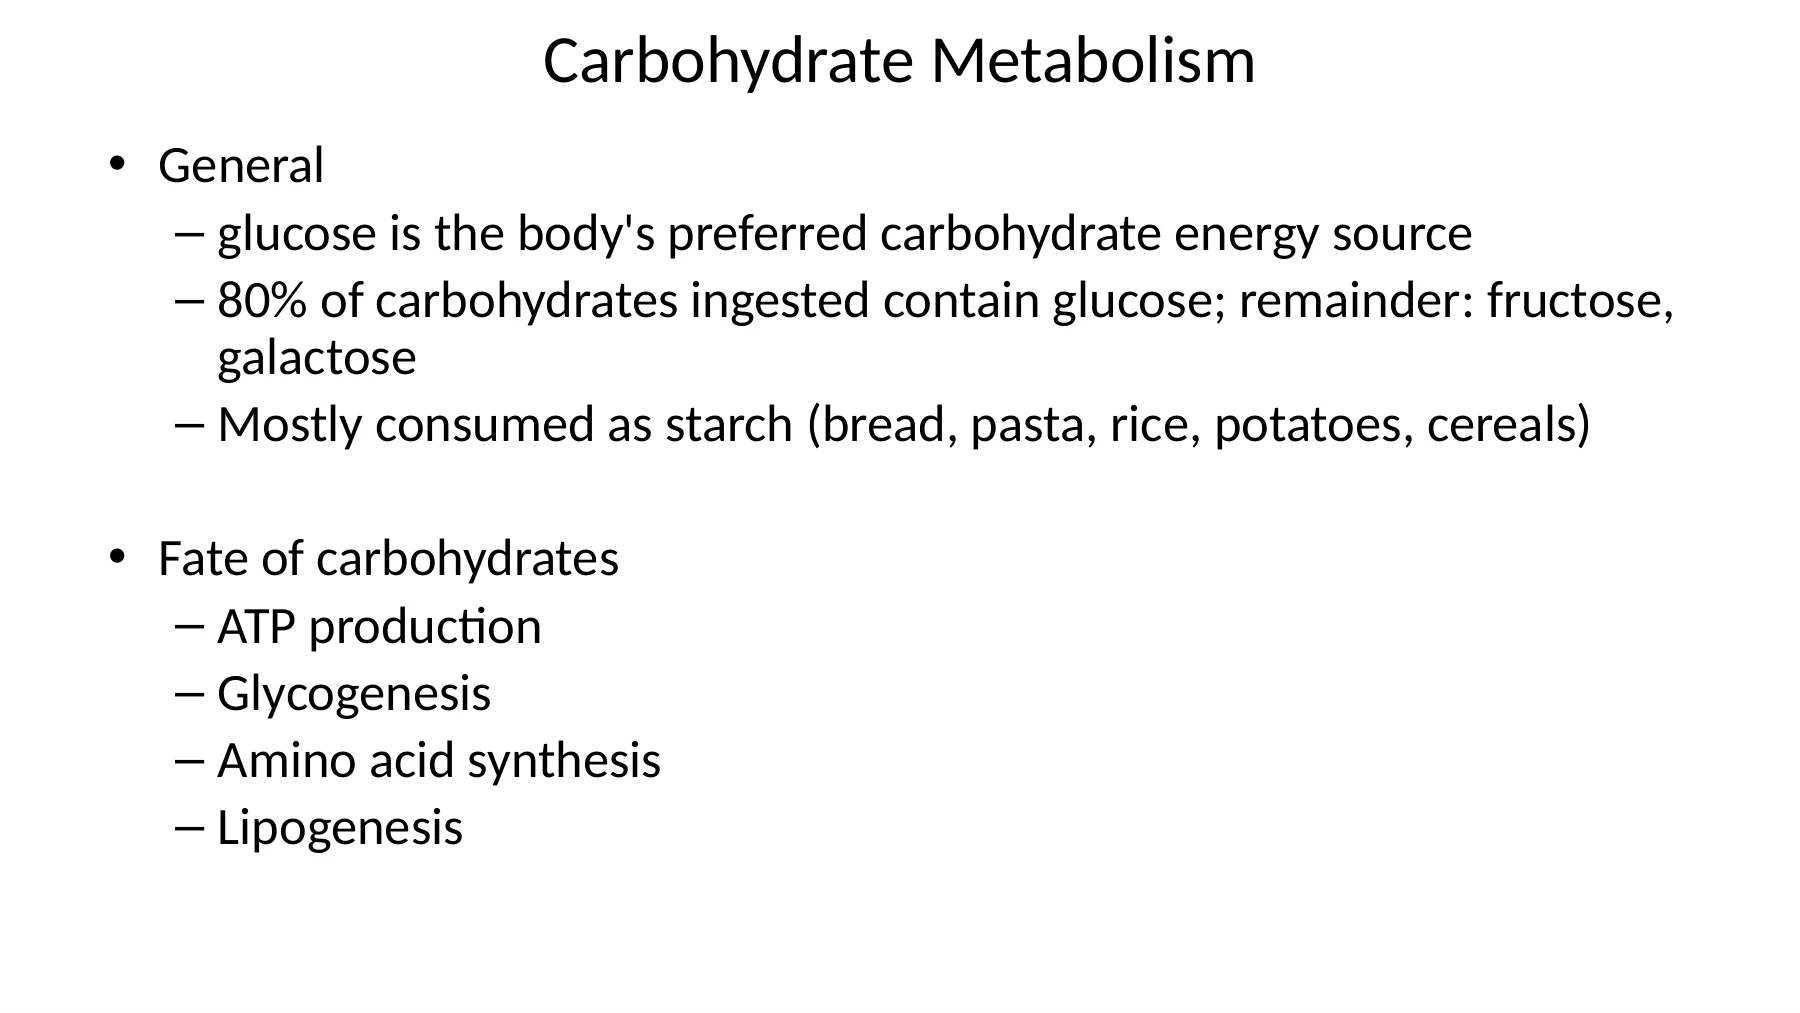 Carbohydrate Metabolism
• General
– glucose is the body's preferred carbohydrate energy source
– 80% of carbohydrates ingested contain glucose; remainder: fructose,
galactose
– Mostly consumed as starch (bread, pasta, rice, potatoes, cereals)
• Fate of carbohydrates
– ATP production
– Glycogenesis
– Amino acid synthesis
– Lipogenesis